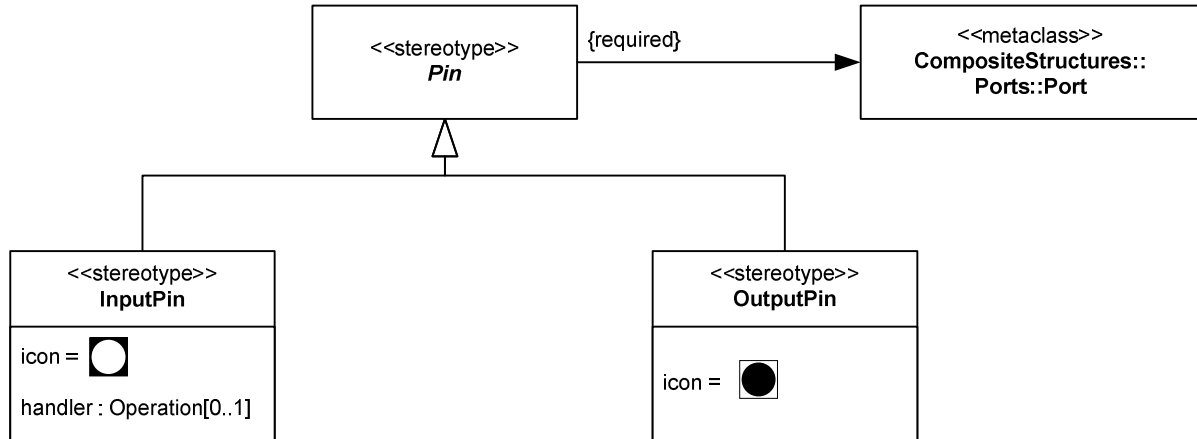 <<stereotype>>
Pin
{required}
<<metaclass>>
CompositeStructures::
Ports::Port
<<stereotype>>
InputPin
icon =
handler : Operation[0..1]
<<stereotype>>
OutputPin
icon =